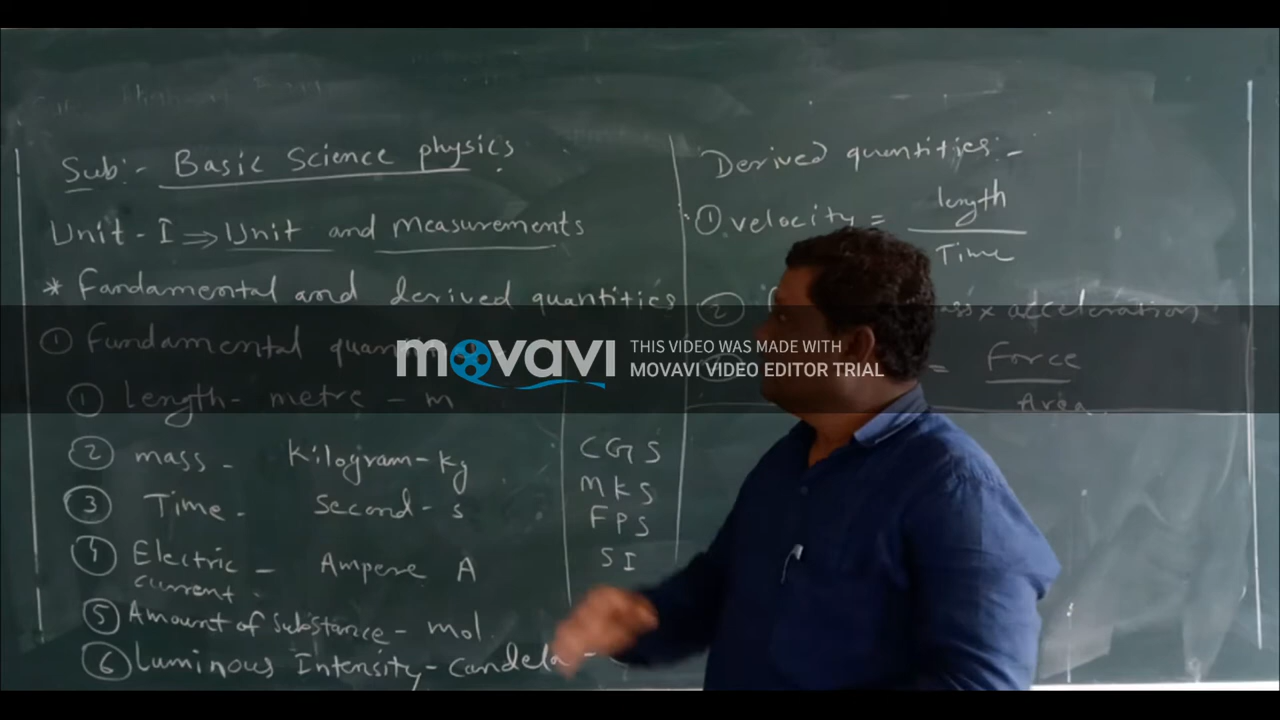 Sub:- Basic Science physics.
Unit-I ⇒ Unit and Measurements
* Fandamental and derived quantities
① Fundamental
① Length- metre - m
② mass - Kilogram-kg
③ Time - Second - s
④ Electric current - Ampere A
⑤ Amount of Substance - mol.
⑥ Luminous Intensity - Candela -
CGS
MKS
FPS
SI
Derived quantities:-
① velocity = length
Time
② x acceleration
= Force
Area
movavi
THIS VIDEO WAS MADE WITH
MOVAVI VIDEO EDITOR TRIAL